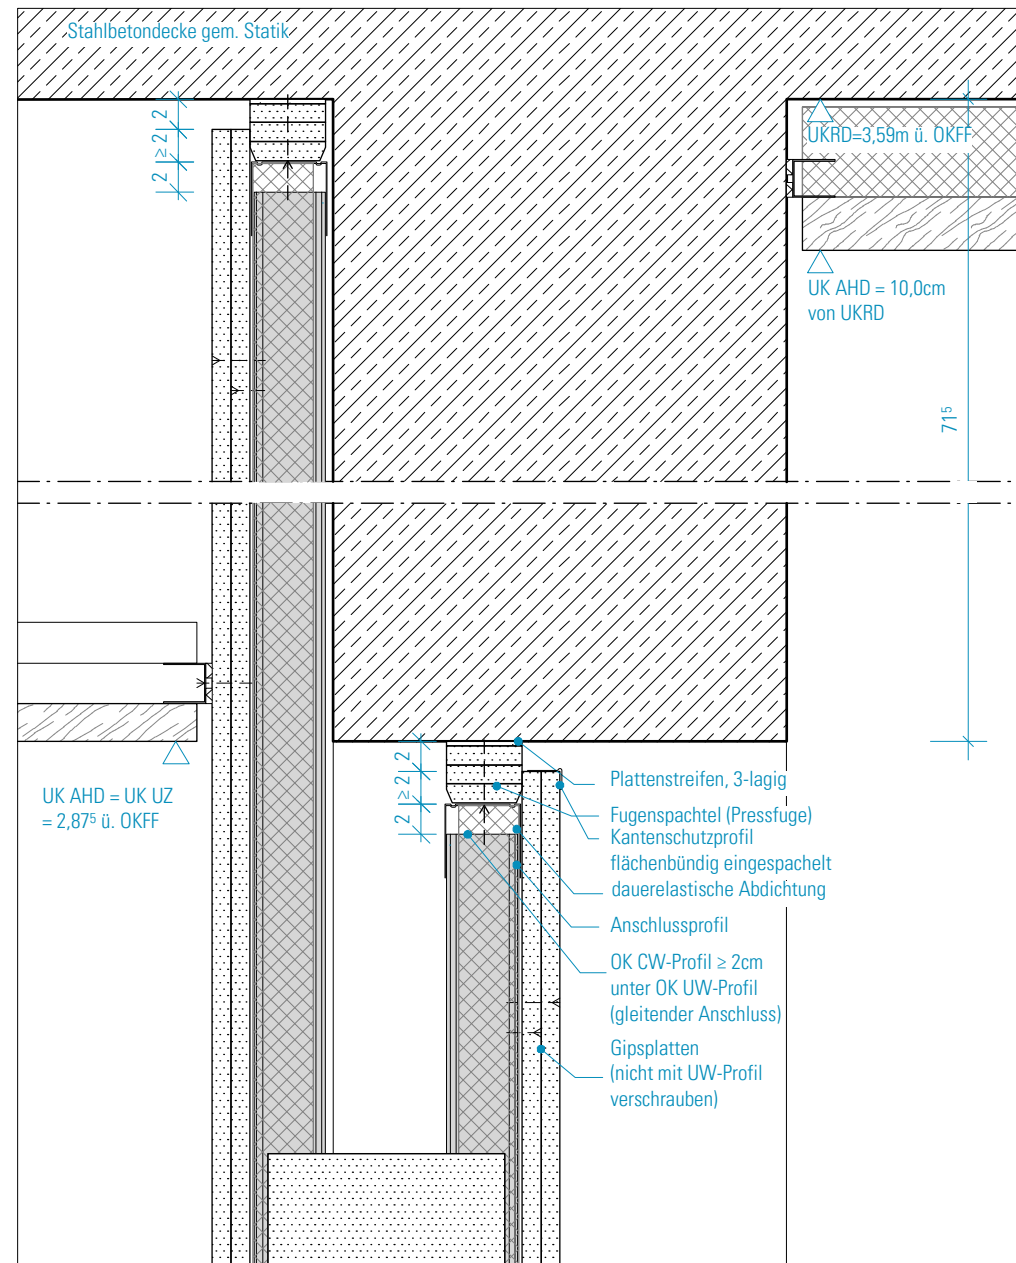 Stahlbetondecke gem. Statik
2
≥ 2
2
UKRD=3,59m ü. OKFF
UK AHD = 10,0cm
von UKRD
71⁵
UK AHD = UK UZ
= 2,87⁵ ü. OKFF
2
≥ 2
2
Plattenstreifen, 3-lagig
Fugenspachtel (Pressfuge)
Kantenschutzprofil
flächenbündig eingespachelt
dauerelastische Abdichtung
Anschlussprofil
OK CW-Profil ≥ 2cm
unter OK UW-Profil
(gleitender Anschluss)
Gipsplatten
(nicht mit UW-Profil
verschrauben)